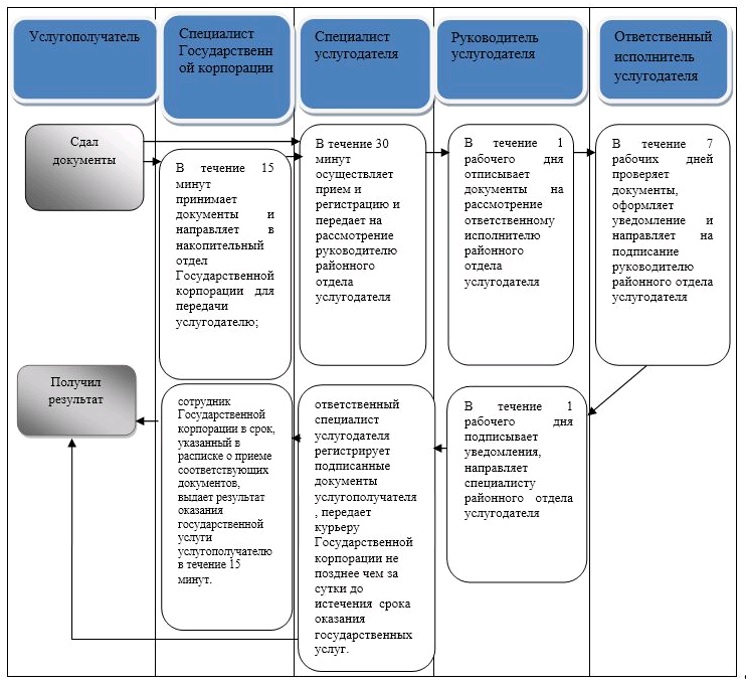 Услугополучатель
Специалист
Государственн
ой корпорации
Специалист
услугодателя
Руководитель
услугодателя
Ответственный
исполнитель
услугодателя
Сдал
документы
В течение 15
минут
принимает
документы и
направляет в
накопительный
отдел
Государственной
корпорации для
передачи
услугодателю;
В течение 30
минут
осуществляет
прием и
регистрацию и
передает на
рассмотрение
руководителю
районного
отдела
услугодателя
В течение 1
рабочего дня
отписывает
документы на
рассмотрение
ответственному
исполнителю
районного
отдела
услугодателя
В течение 7
рабочих дней
проверяет
документы,
оформляет
уведомление и
направляет на
подписание
руководителю
районного отдела
услугодателя
Получил
результат
сотрудник
Государственной
корпорации в срок,
указанный в
расписке о приеме
соответствующих
документов,
выдает результат
оказания
государственной
услуги
услугополучателю
в течение 15
минут.
ответственный
специалист
услугодателя
регистрирует
подписанные
документы
услугополучателя
, передает
курьеру
Государственной
корпорации не
позднее чем за
сутки до
истечения срока
оказания
государственных
услуг.
В течение 1
рабочего дня
подписывает
уведомления,
направляет
специалисту
районного отдела
услугодателя